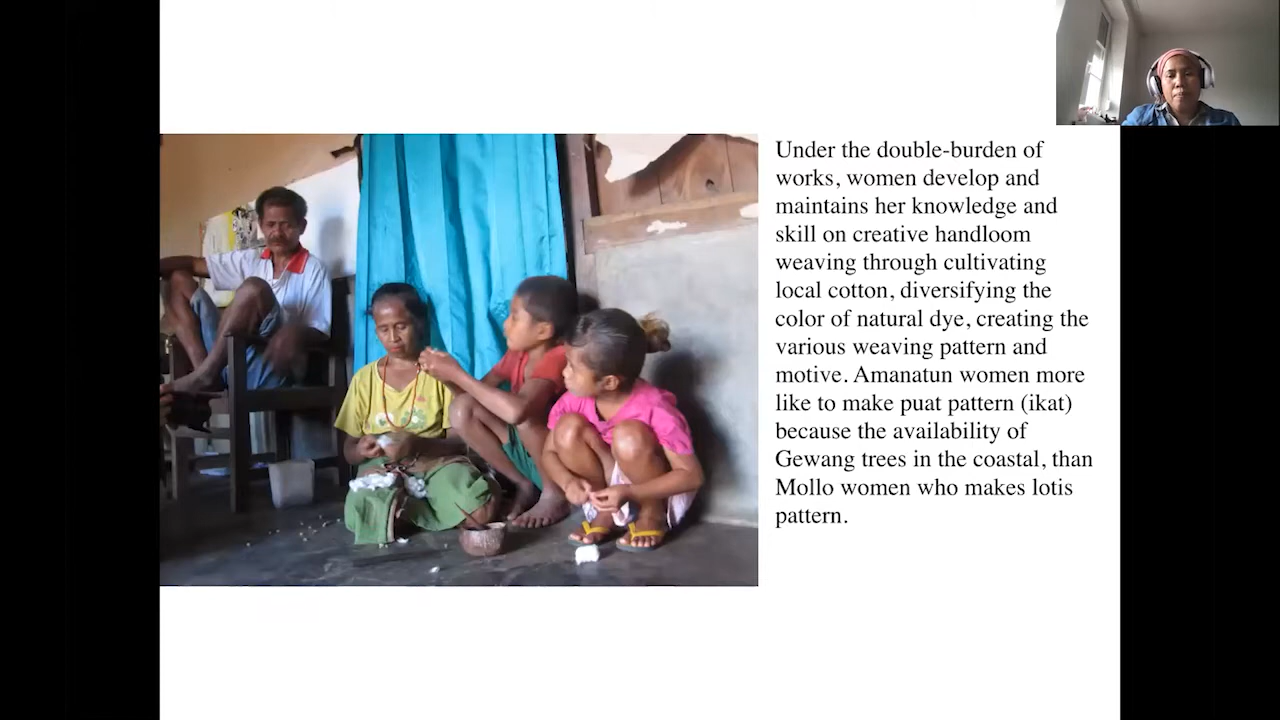 Under the double-burden of
works, women develop and
maintains her knowledge and
skill on creative handloom
weaving through cultivating
local cotton, diversifying the
color of natural dye, creating the
various weaving pattern and
motive. Amanatun women more
like to make puat pattern (ikat)
because the availability of
Gewang trees in the coastal, than
Mollo women who makes lotis
pattern.